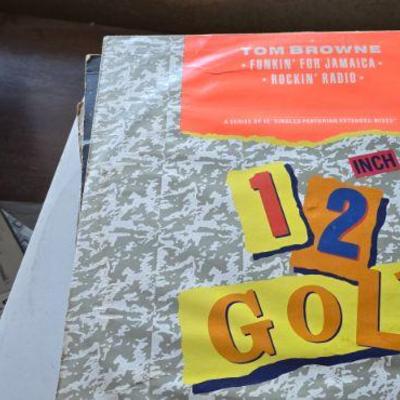 TOM BROWNE
• FUNKIN' FOR JAMAICA •
• ROCKIN' RADIO •
A SERIES OF 12" SINGLES FEATURING EXTENDED MIXES
INCH
12
GOL